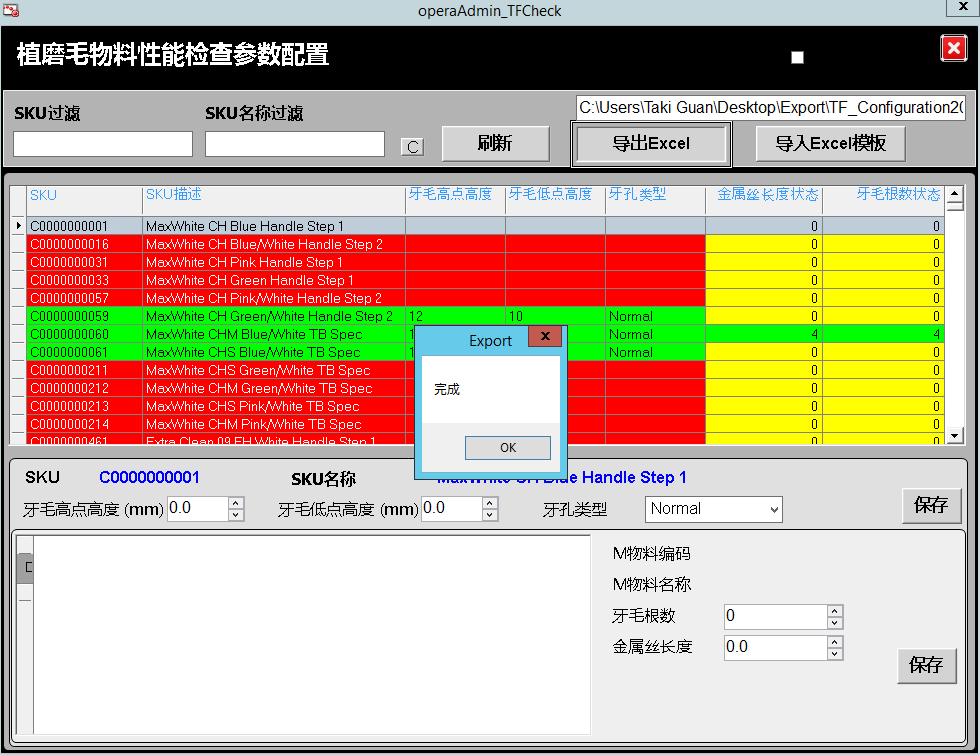 operaAdmin_TFCheck
x
植磨毛物料性能检查参数配置
SKU过滤
SKU名称过滤
C:\Users\Taki Guan\Desktop\Export\TF_Configuration20
C
刷新
导出Excel
导入Excel模板
SKU SKU描述 牙毛高点高度 牙毛低点高度 牙孔类型 金属丝长度状态 牙毛根数状态
C0000000001 MaxWhite CH Blue Handle Step 1 0 0
C0000000016 MaxWhite CH Blue/White Handle Step 2 0 0
C0000000031 MaxWhite CH Pink Handle Step 1 0 0
C0000000033 MaxWhite CH Green Handle Step 1 0 0
C0000000057 MaxWhite CH Pink/White Handle Step 2 0 0
C0000000059 MaxWhite CH Green/White Handle Step 2 12 10 Normal 0 0
C0000000060 MaxWhite CHM Blue/White TB Spec 1 Normal 4 4
C0000000061 MaxWhite CHS Blue/White TB Spec 1 Normal 0 0
C0000000211 MaxWhite CHS Green/White TB Spec 0 0
C0000000212 MaxWhite CHM Green/White TB Spec 0 0
C0000000213 MaxWhite CHS Pink/White TB Spec 0 0
C0000000214 MaxWhite CHM Pink/White TB Spec 0 0
C0000000461 Extra Clean 09 FH White Handle Step 1 0 0
Export
x
完成
OK
SKU C0000000001 SKU名称 MaxWhite CH Blue Handle Step 1
牙毛高点高度 (mm) 0.0 牙毛低点高度 (mm) 0.0 牙孔类型 Normal
保存
M物料编码
M物料名称
牙毛根数 0
金属丝长度 0.0
保存